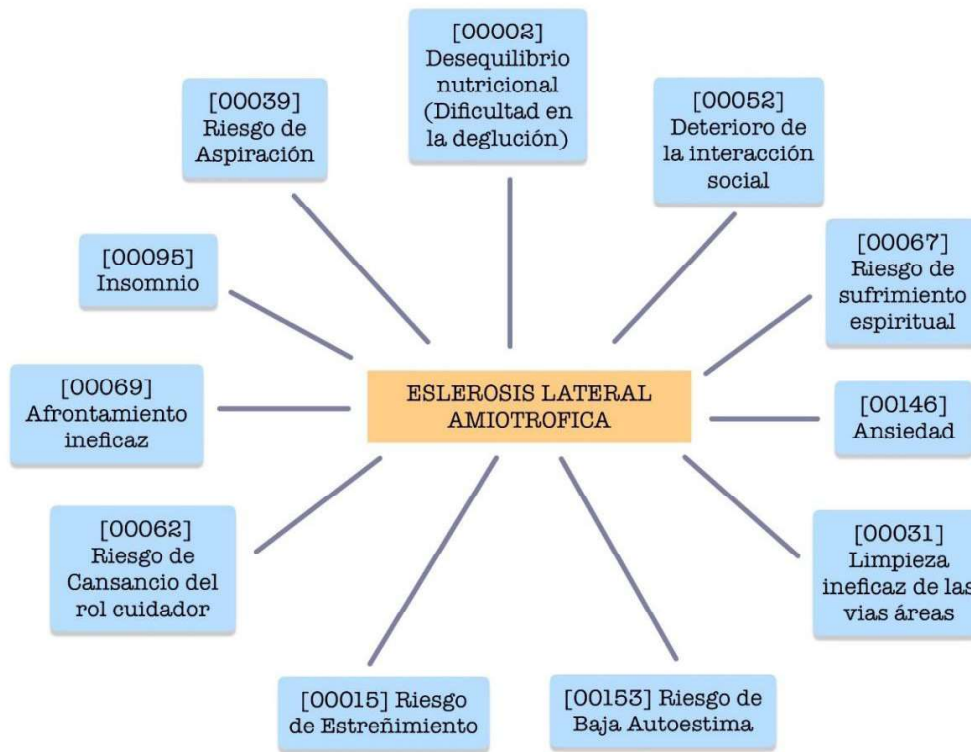 [00002]
Desequilibrio
nutricional
(Dificultad en
la deglución)
[00039]
Riesgo de
Aspiración
[00052]
Deterioro de
la interacción
social
[00095]
Insomnio
[00067]
Riesgo de
sufrimiento
espiritual
ESLEROSIS LATERAL
AMIOTROFICA
[00069]
Afrontamiento
ineficaz
[00146]
Ansiedad
[00062]
Riesgo de
Cansancio del
rol cuidador
[00031]
Limpieza
ineficaz de las
vias áreas
[00015] Riesgo
de Estreñimiento
[00153] Riesgo de
Baja Autoestima